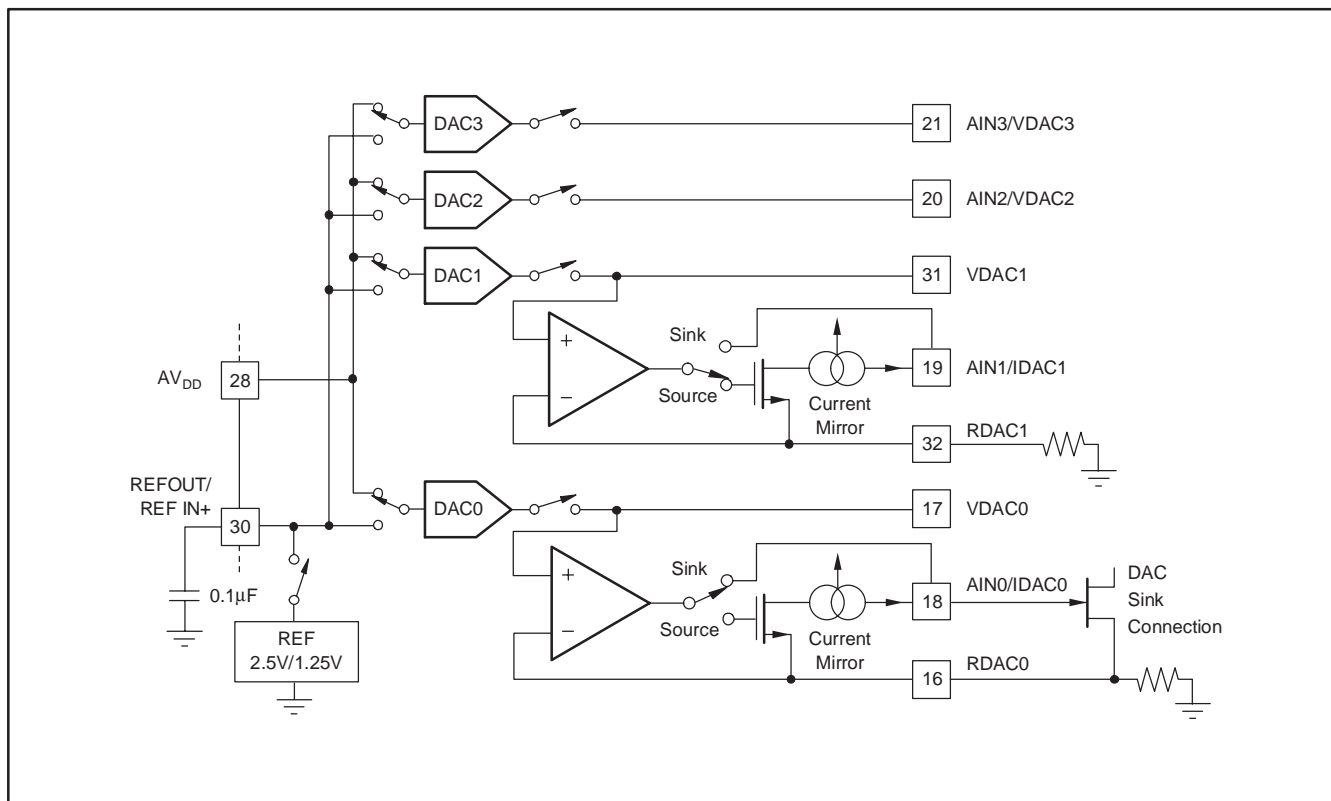 DAC3
21
AIN3/VDAC3
DAC2
20
AIN2/VDAC2
DAC1
31
VDAC1
+
−
Sink
Source
Current
Mirror
19
AIN1/IDAC1
32
RDAC1
AVDD
28
REFOUT/
REF IN+
30
0.1μF
REF
2.5V/1.25V
DAC0
17
VDAC0
+
−
Sink
Source
Current
Mirror
18
AIN0/IDAC0
DAC
Sink
Connection
16
RDAC0